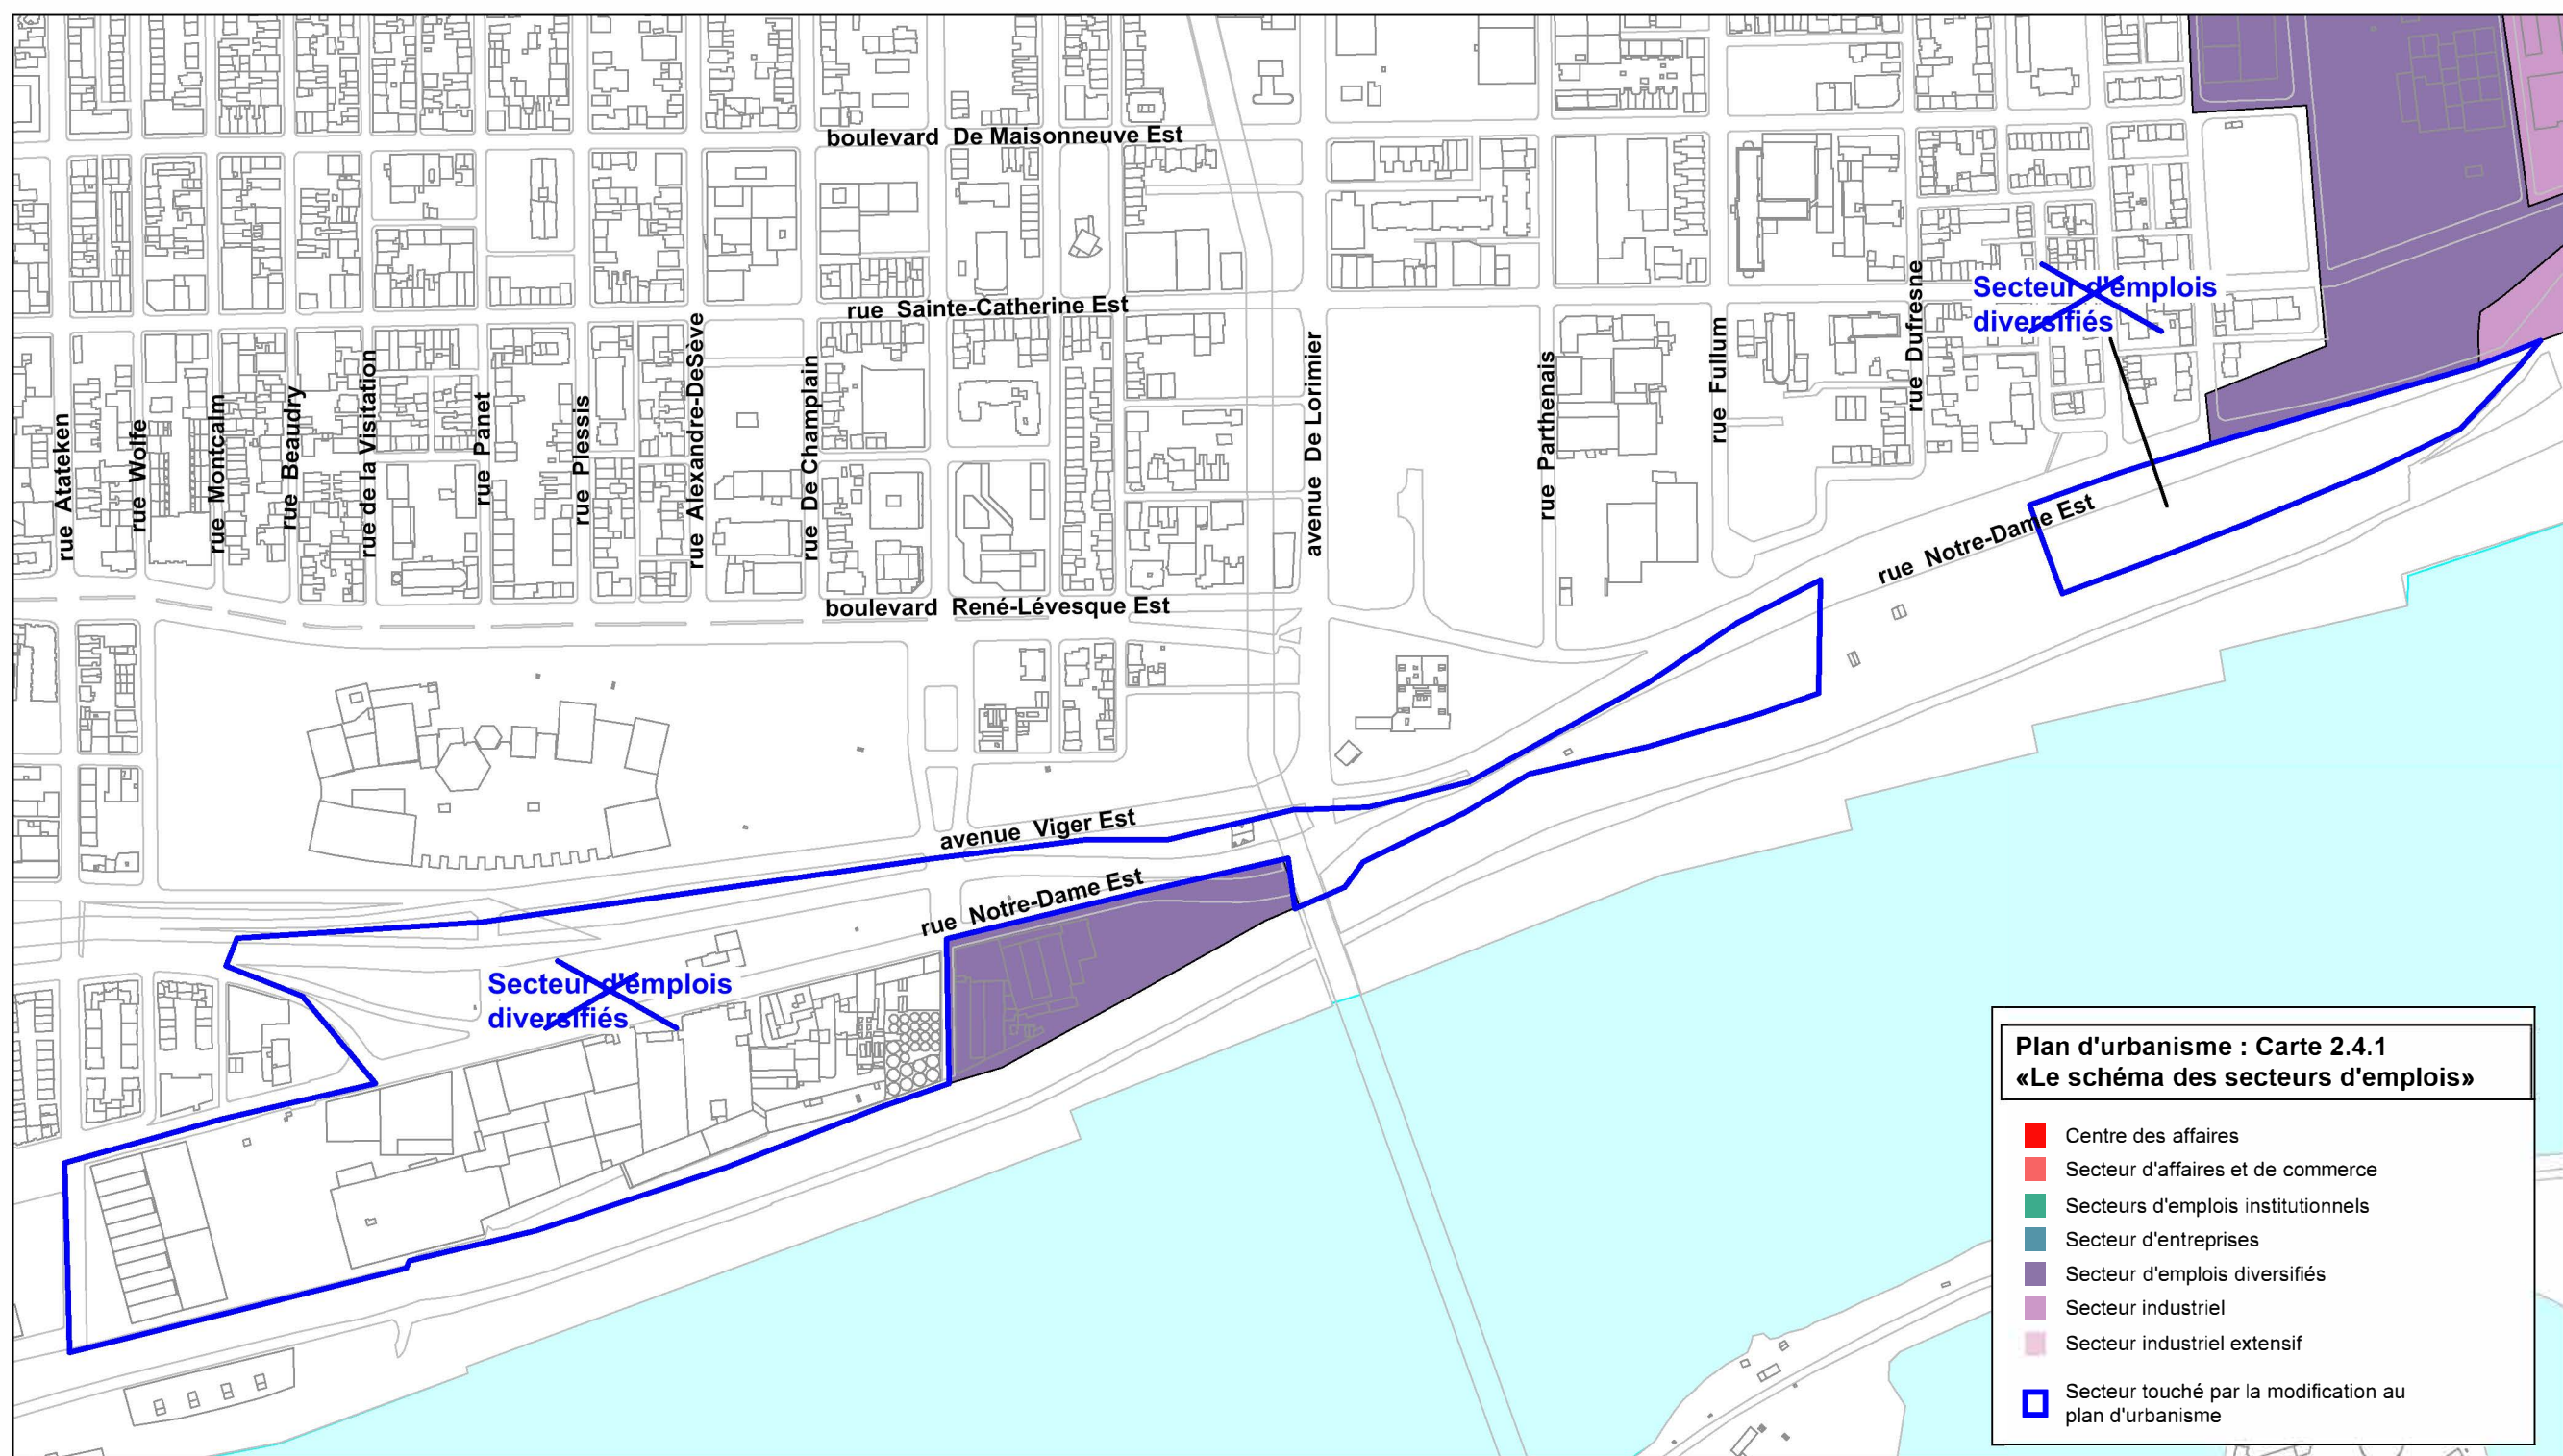 boulevard De Maisonneuve Est
rue Sainte-Catherine Est
Secteur d'emplois
diversifiés
rue Atateken
rue Wolfe
rue Montcalm
rue Beaudry
rue de la Visitation
rue Panet
rue Plessis
rue Alexandre-DeSève
rue De Champlain
avenue De Lorimier
rue Parthenais
rue Fullum
rue Dufresne
rue Notre-Dame Est
boulevard René-Lévesque Est
avenue Viger Est
rue Notre-Dame Est
Secteur d'emplois
diversifiés
Plan d'urbanisme : Carte 2.4.1
«Le schéma des secteurs d'emplois»
Centre des affaires
Secteur d'affaires et de commerce
Secteurs d'emplois institutionnels
Secteur d'entreprises
Secteur d'emplois diversifiés
Secteur industriel
Secteur industriel extensif
Secteur touché par la modification au
plan d'urbanisme